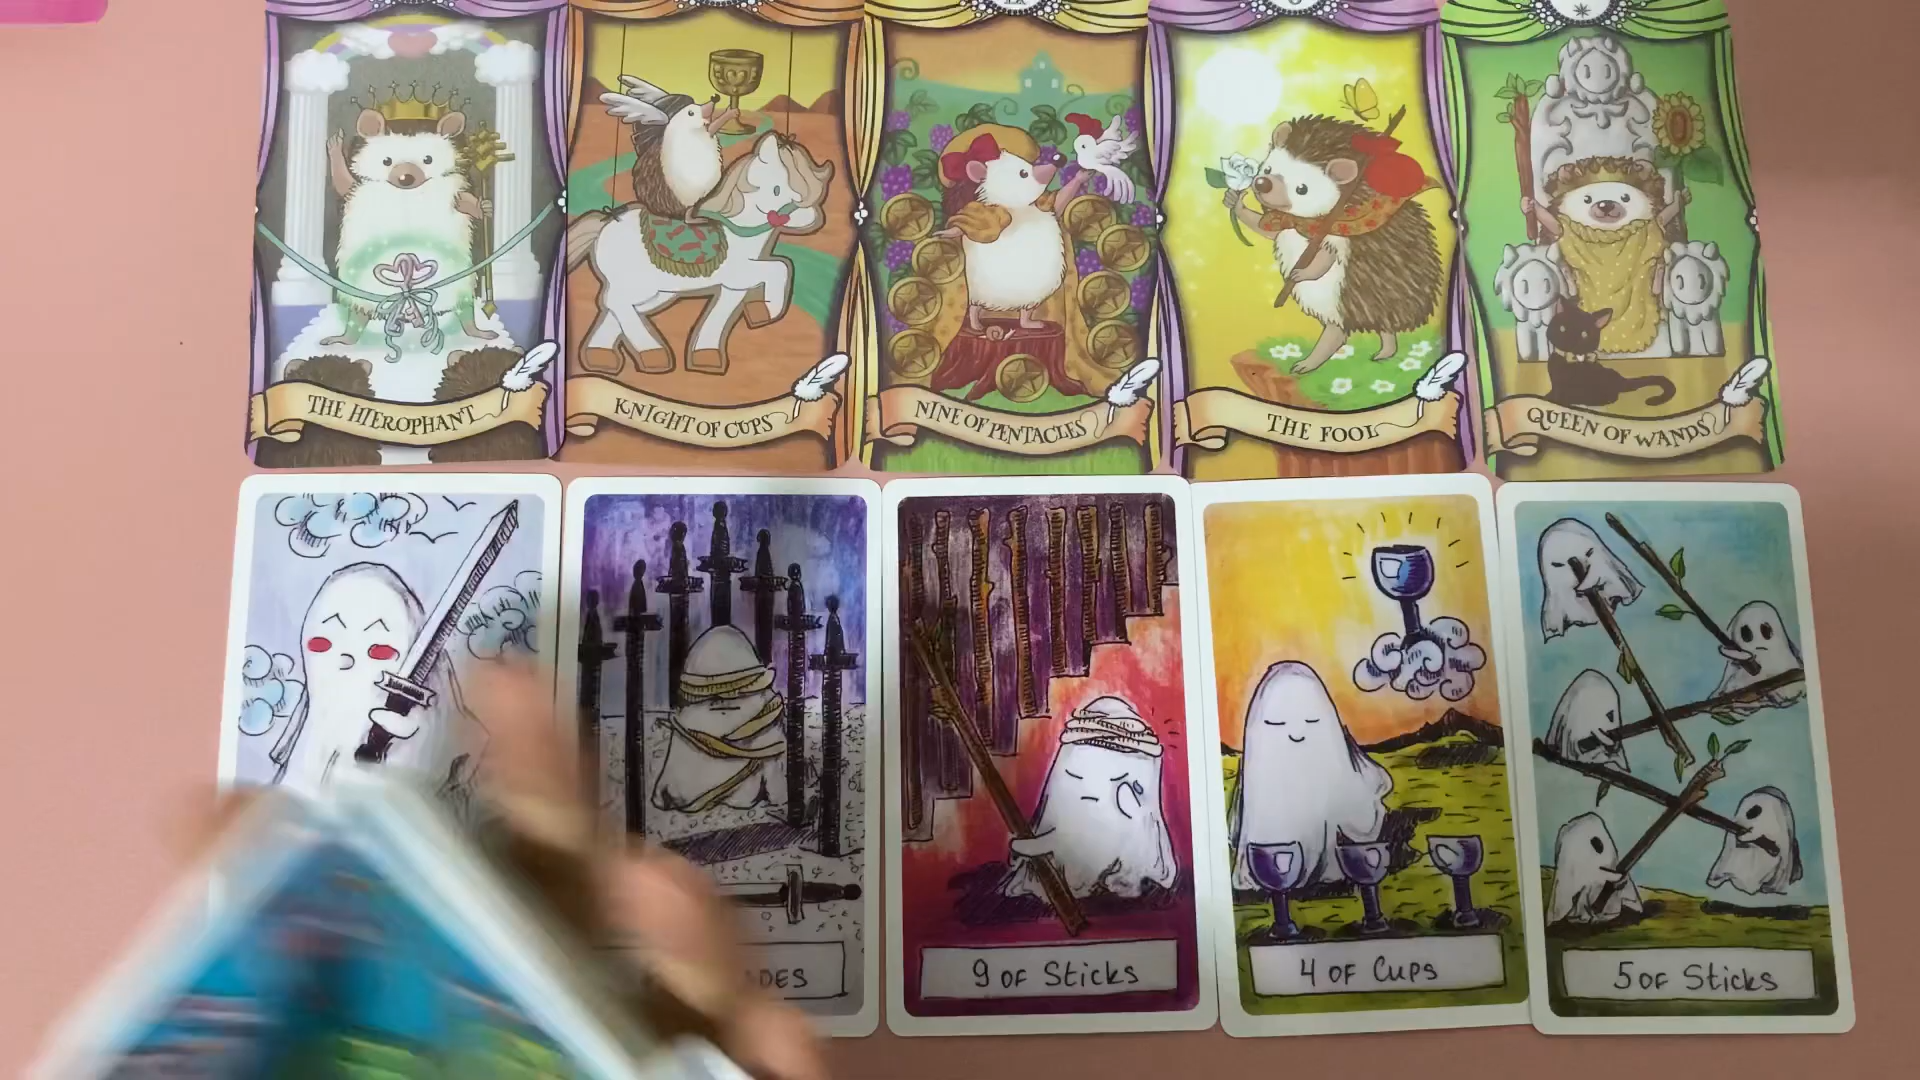 THE HIEROPHANT
KNIGHT OF CUPS
NINE OF PENTACLES
THE FOOL
QUEEN OF WANDS
9 OF Sticks
4 OF Cups
5 OF Sticks